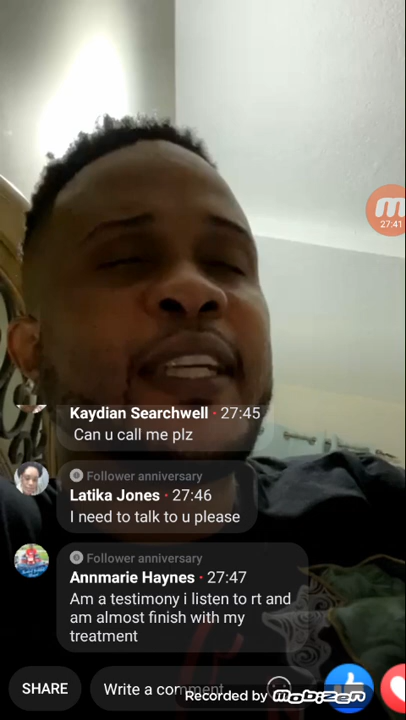 27:41
Kaydian Searchwell • 27:45
Can u call me plz
Follower anniversary
Latika Jones • 27:46
I need to talk to u please
Follower anniversary
Annmarie Haynes • 27:47
Am a testimony i listen to rt and
am almost finish with my
treatment
SHARE
Write a comment
Recorded by mobizen